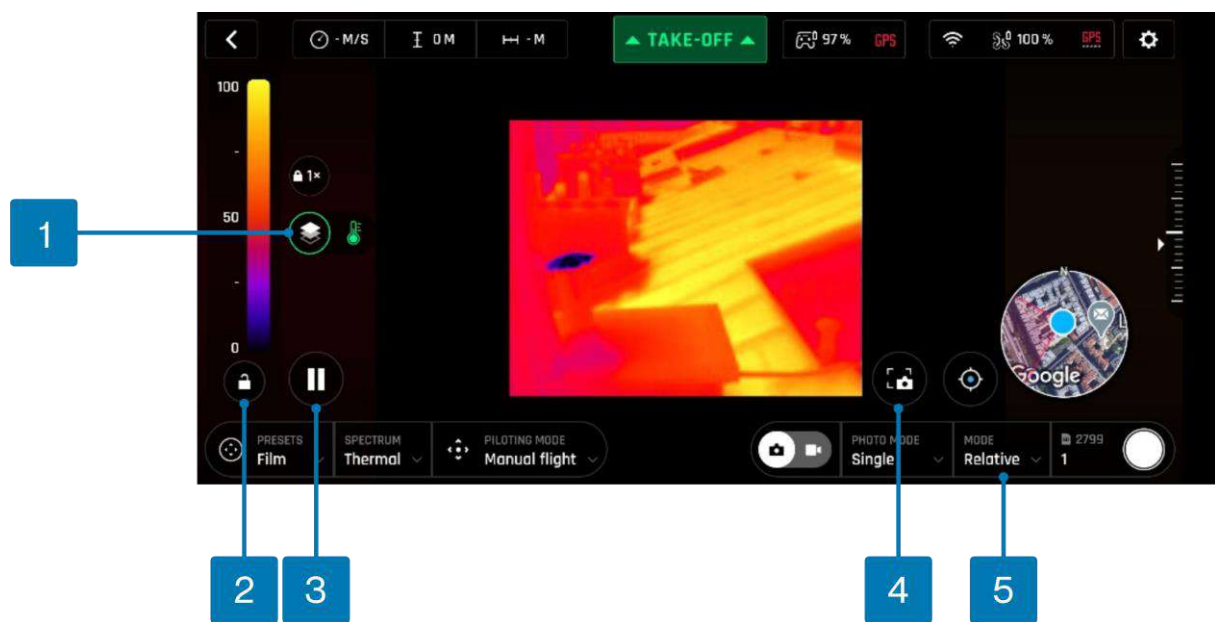 - M/S
0 M
- M
TAKE-OFF
97 %
GPS
100 %
GPS
100
-
50
-
0
1×
1
N
L
Google
PRESETS
Film
SPECTRUM
Thermal
PILOTING MODE
Manual flight
PHOTO MODE
Single
MODE
Relative
2799
1
2
3
4
5